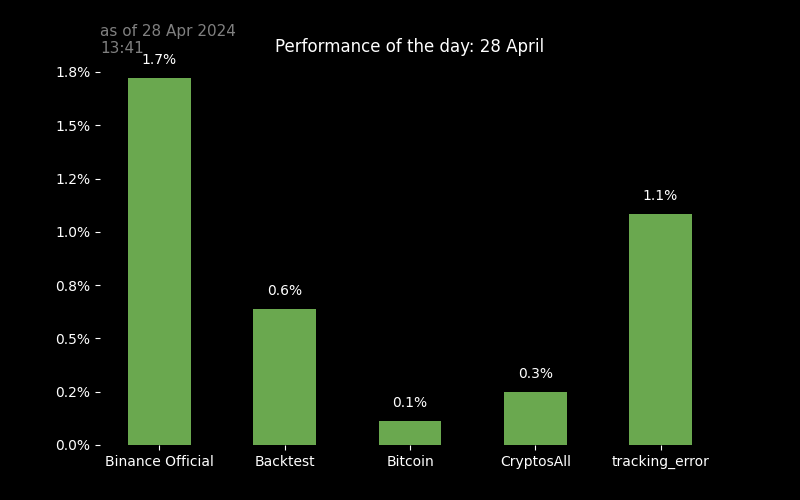 as of 28 Apr 2024
13:41
Performance of the day: 28 April
1.8%
1.5%
1.2%
1.0%
0.8%
0.5%
0.2%
0.0%
1.7%
0.6%
0.1%
0.3%
1.1%
Binance Official
Backtest
Bitcoin
CryptosAll
tracking_error